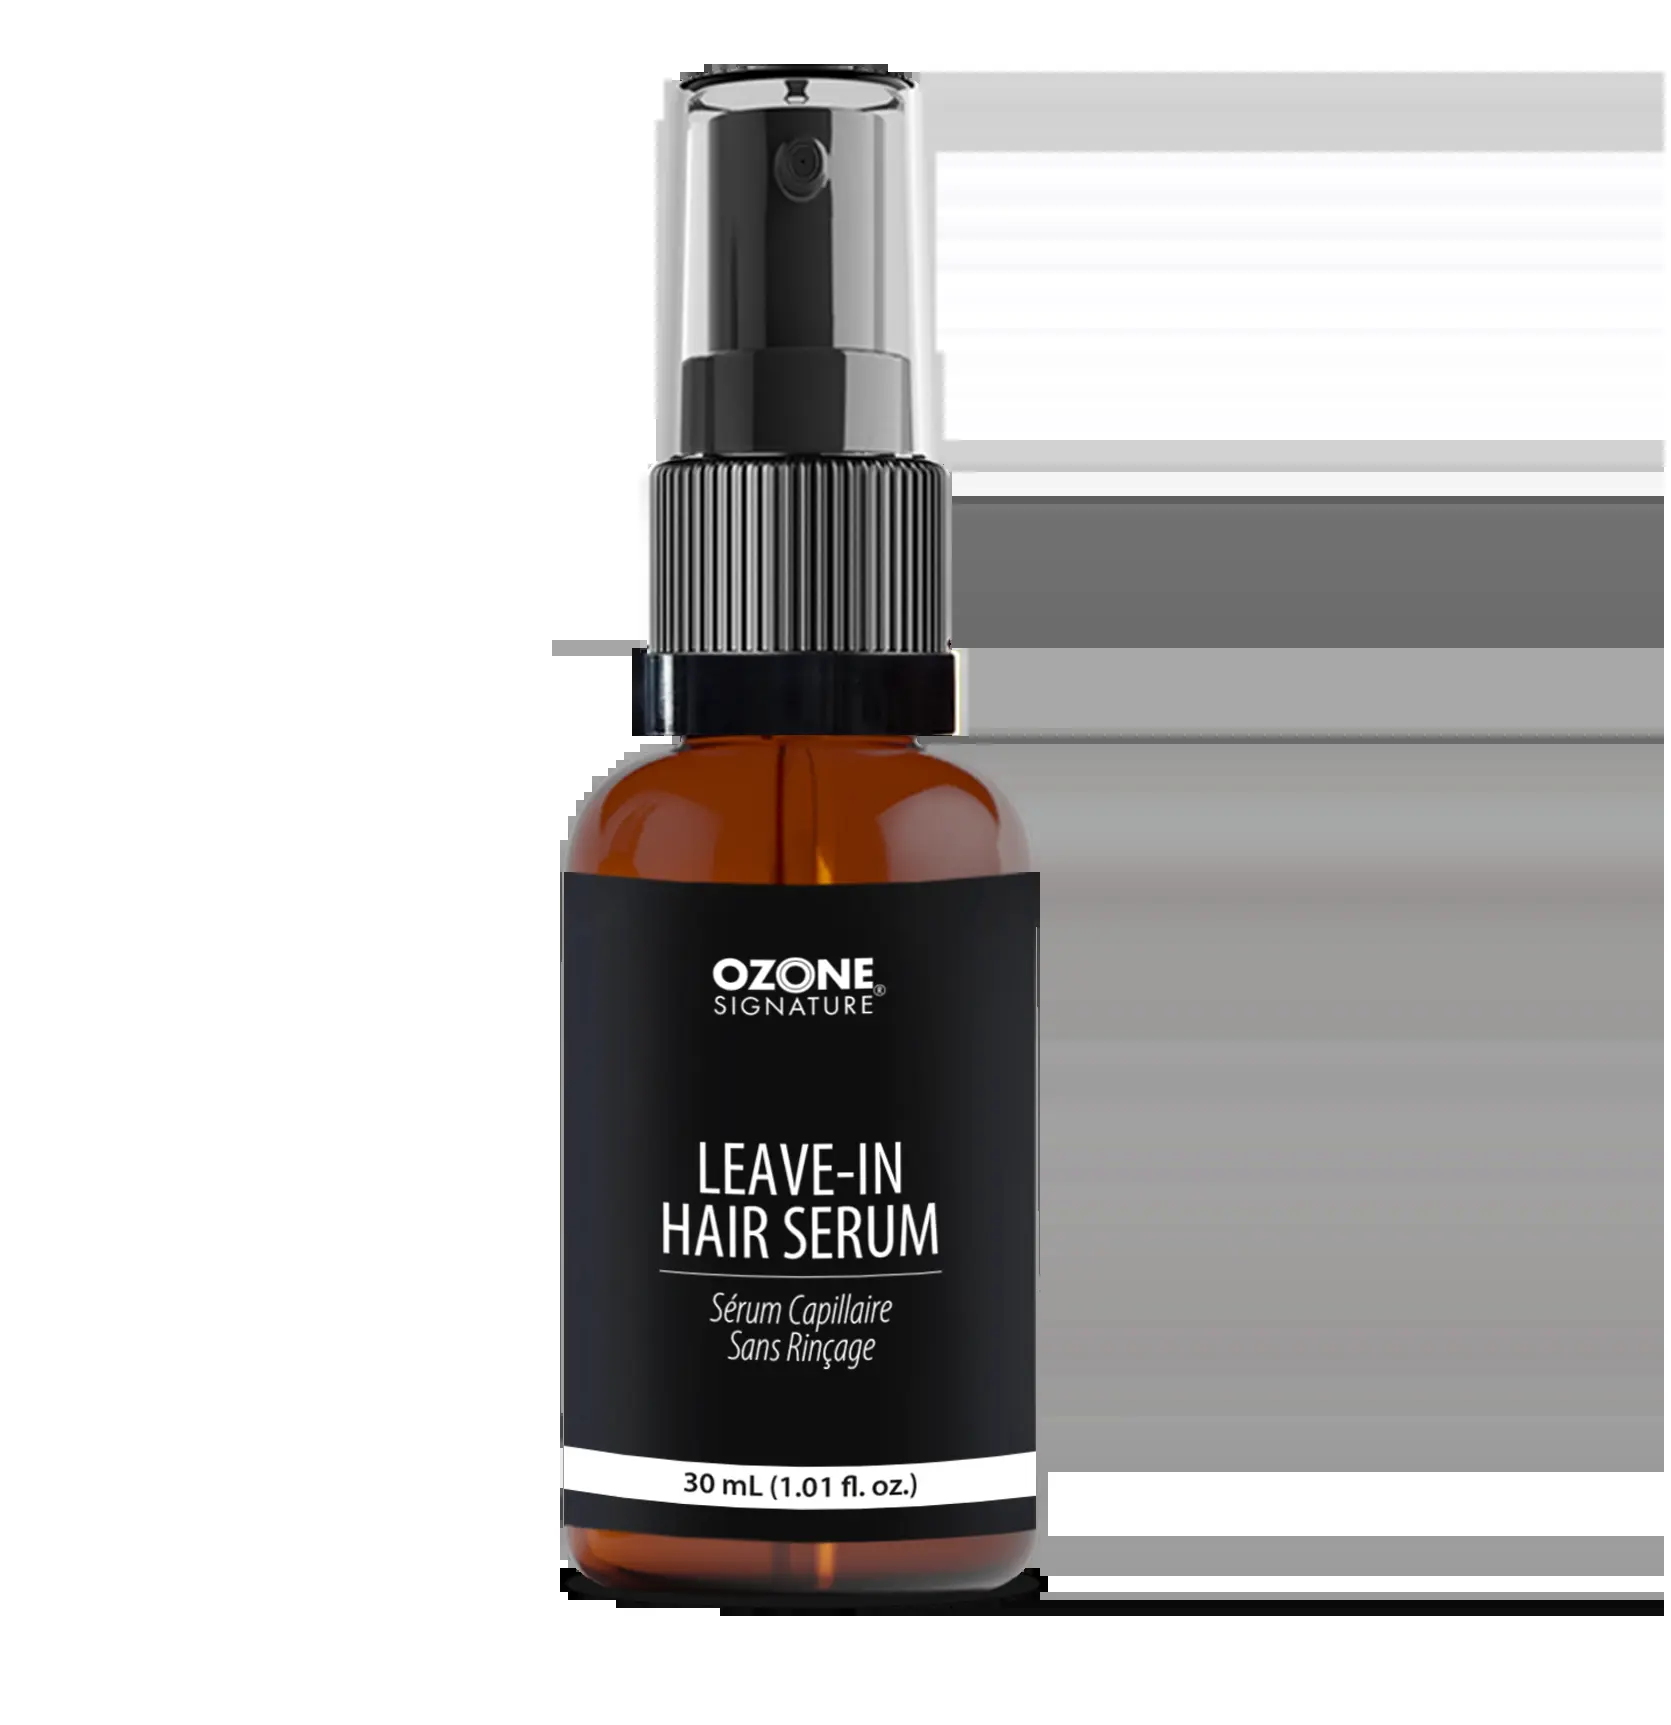 OZONE®
SIGNATURE
LEAVE-IN
HAIR SERUM
Sérum Capillaire
Sans Rinçage
30 mL (1.01 fl. oz.)